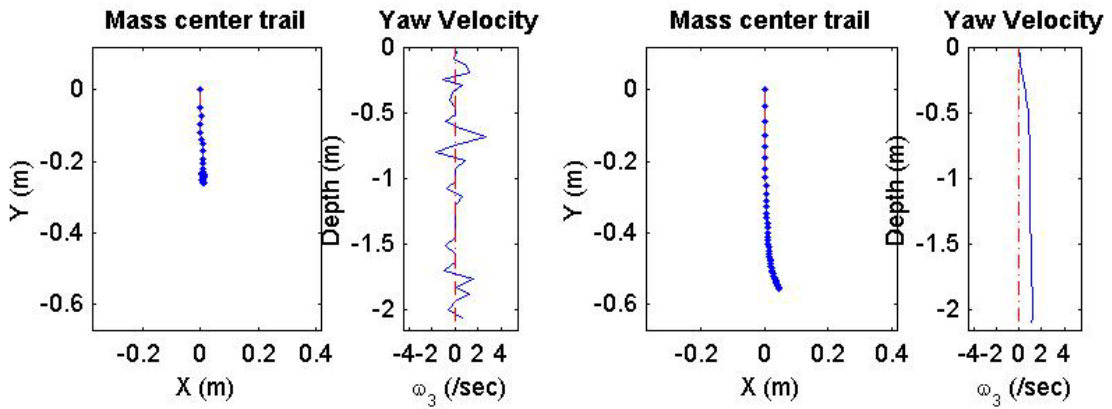 Mass center trail
Yaw Velocity
Mass center trail
Yaw Velocity
0
-0.2
-0.4
-0.6
Y (m)
-0.2 0 0.2 0.4
X (m)
0
-0.5
-1
-1.5
-2
Depth (m)
-4 -2 0 2 4
ω3 (/sec)
0
-0.2
-0.4
-0.6
Y (m)
-0.2 0 0.2 0.4
X (m)
0
-0.5
-1
-1.5
-2
Depth (m)
-4 -2 0 2 4
ω3 (/sec)